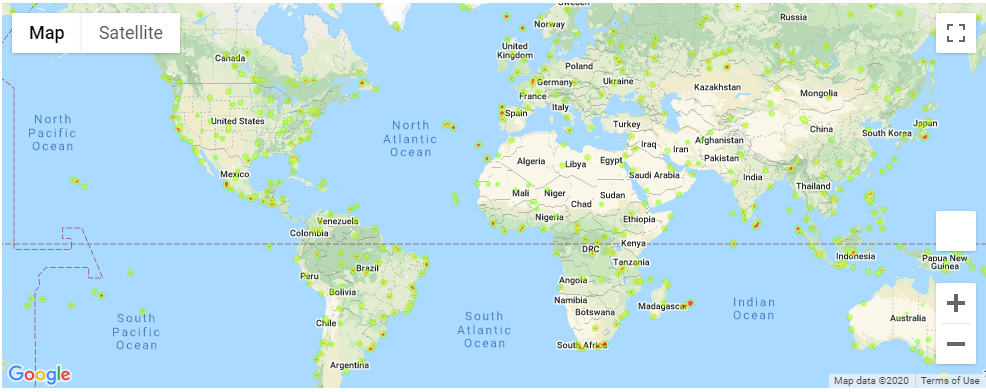 Map Satellite
Russia
Sweden
Norway
Canada
United
Kingdom
Poland
Germany
Ukraine
Kazakhstan
Mongolia
France
North
Pacific
Ocean
United States
North
Atlantic
Ocean
Spain
Italy
Turkey
China
South Korea
Japan
Iraq
Iran
Afghanistan
Pakistan
Algeria
Libya
Egypt
Mexico
Saudi Arabia
India
Thailand
Mali
Niger
Chad
Sudan
Venezuela
Colombia
Nigeria
Ethiopia
Kenya
DRC
Indonesia
Papua New
Guinea
Peru
Brazil
Tanzania
Angola
Bolivia
Namibia
Botswana
Madagascar
Indian
Ocean
South
Pacific
Ocean
Chile
South
Atlantic
Ocean
Australia
South Africa
Argentina
Google
Map data ©2020
Terms of Use